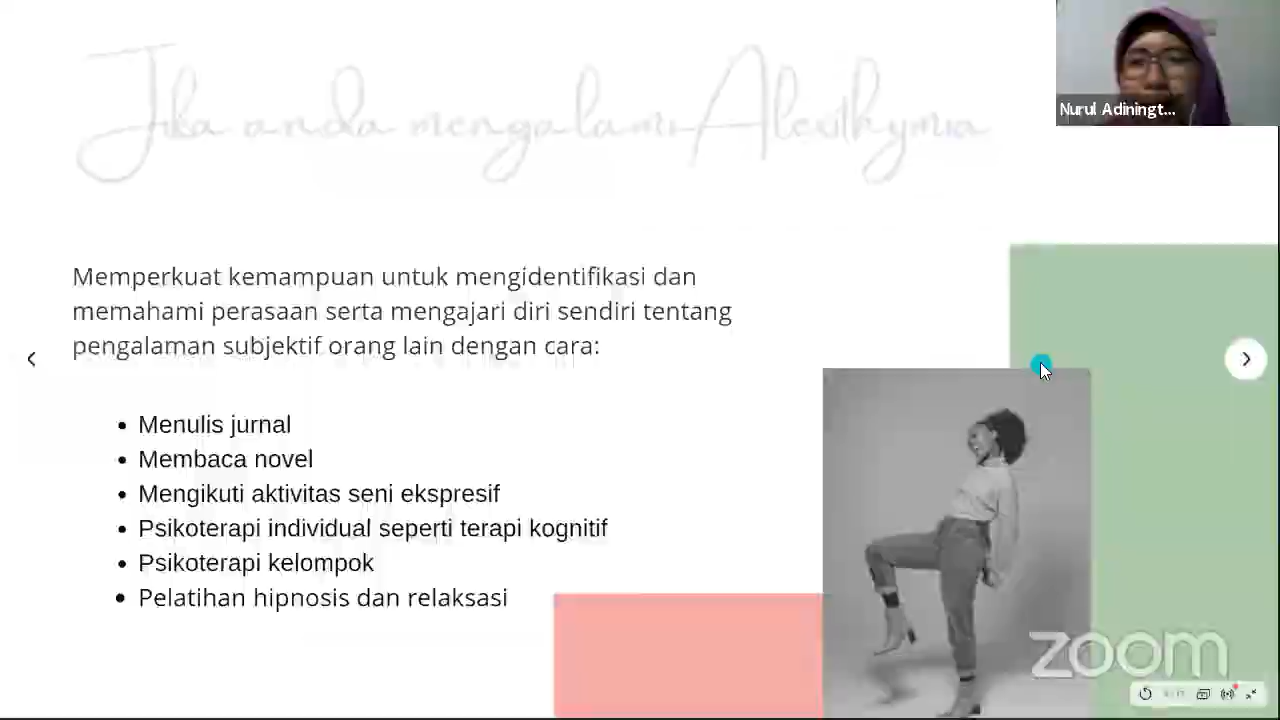 Jika anda mengalami Alexithymia
Nurul Adiningt...
Memperkuat kemampuan untuk mengidentifikasi dan
memahami perasaan serta mengajari diri sendiri tentang
pengalaman subjektif orang lain dengan cara:
• Menulis jurnal
• Membaca novel
• Mengikuti aktivitas seni ekspresif
• Psikoterapi individual seperti terapi kognitif
• Psikoterapi kelompok
• Pelatihan hipnosis dan relaksasi
zoom